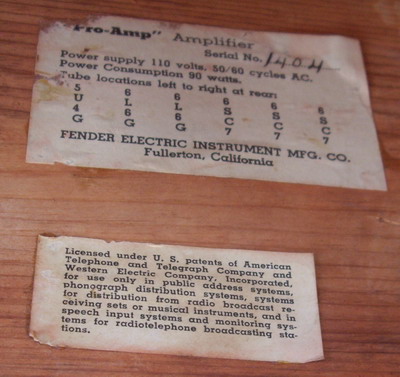 "Pro-Amp" Amplifier
Serial No. 1404
Power supply 110 volts. 50/60 cycles AC.
Power Consumption 90 watts.
Tube locations left to right at rear:
5 6 6 6 6 6
U L L S S S
4 6 6 C C C
G G G 7 7 7
FENDER ELECTRIC INSTRUMENT MFG. CO.
Fullerton, California
Licensed under U. S. patents of American
Telephone and Telegraph Company and
Western Electric Company, Incorporated,
for use only in public address systems,
phonograph distribution systems, systems
for distribution from radio broadcast re-
ceiving sets or musical instruments, and in
speech input systems and monitoring sys-
tems for radiotelephone broadcasting sta-
tions.